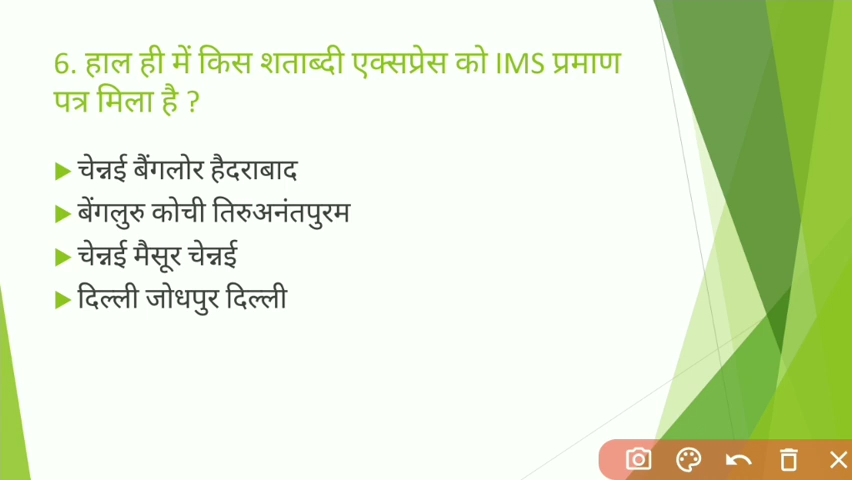 6. हाल ही में किस शताब्दी एक्सप्रेस को IMS प्रमाण
पत्र मिला है ?
चेन्नई बैंगलोर हैदराबाद
बेंगलुरु कोची तिरुअनंतपुरम
चेन्नई मैसूर चेन्नई
दिल्ली जोधपुर दिल्ली